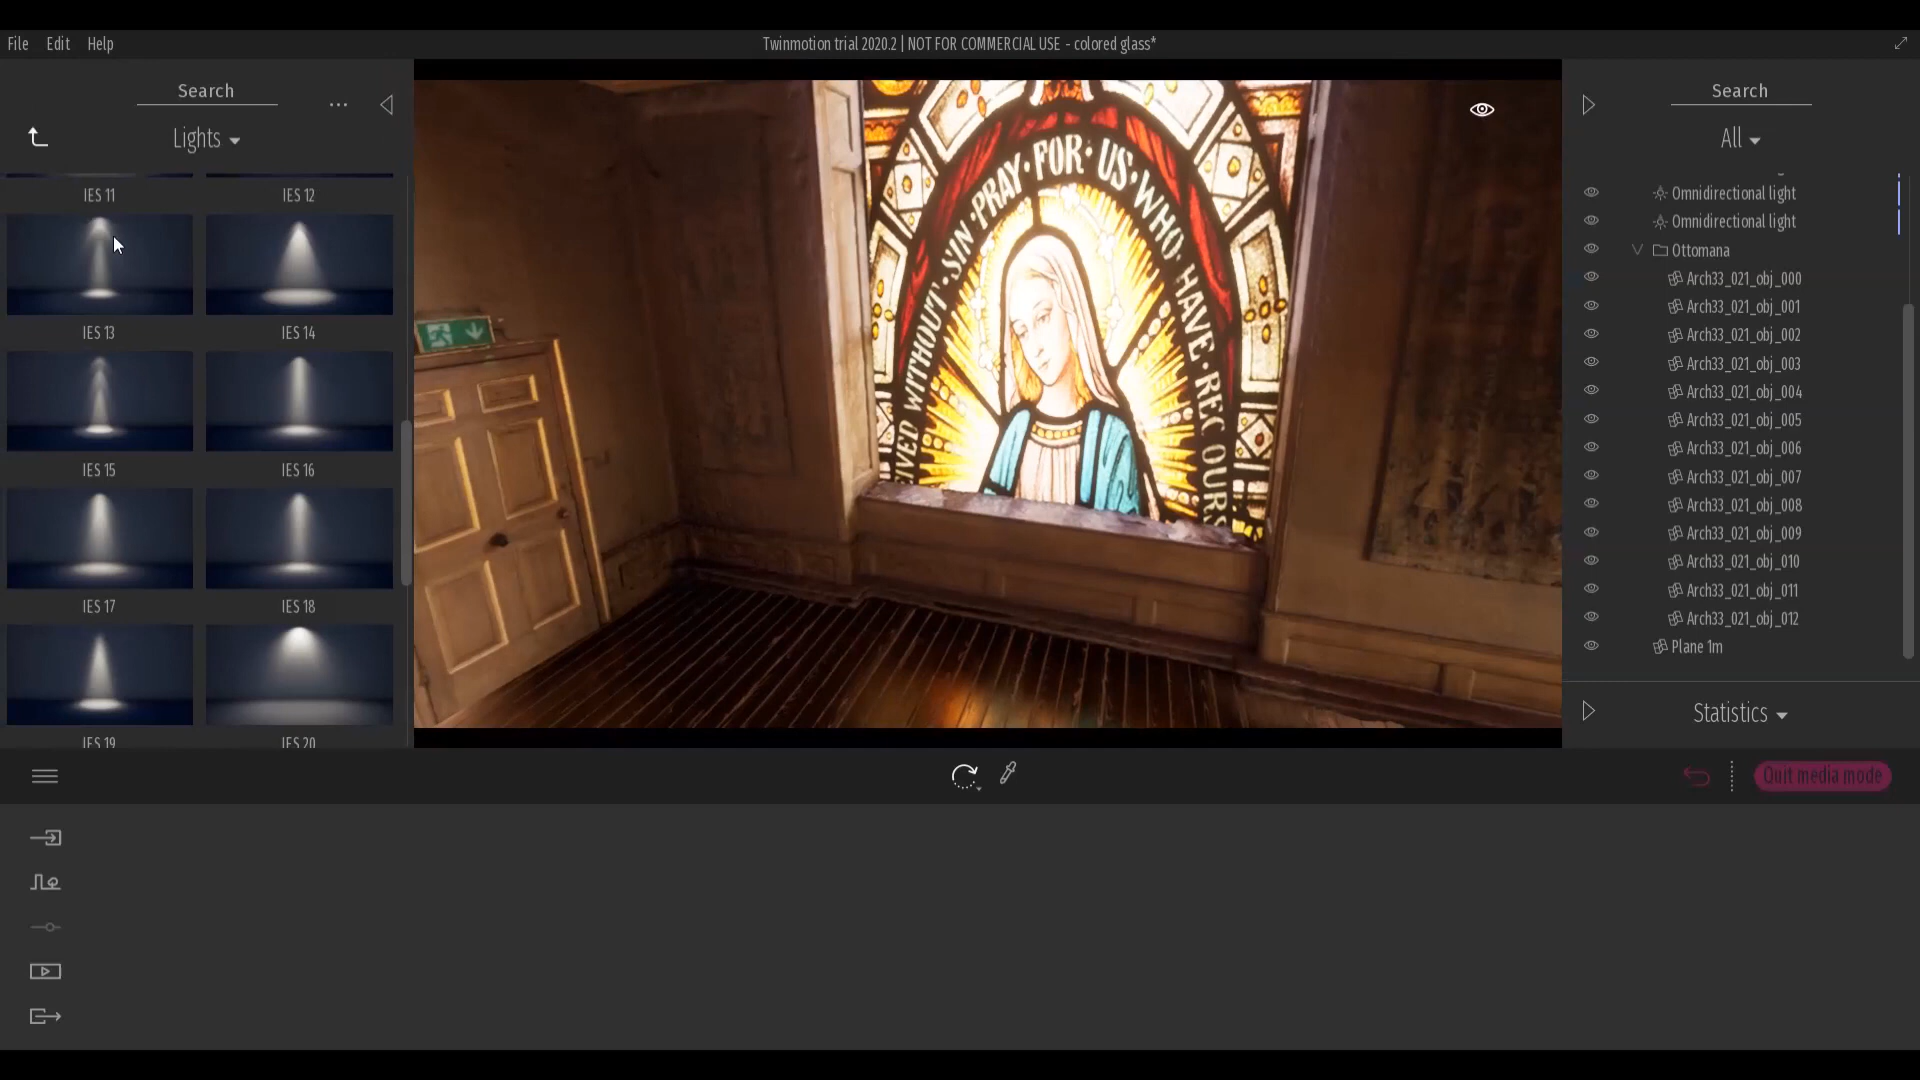 File Edit Help
Twinmotion trial 2020.2 | NOT FOR COMMERCIAL USE - colored glass*
Search
...
Lights
IES 11 IES 12
IES 13 IES 14
IES 15 IES 16
IES 17 IES 18
IES 19 IES 20
EIVED WITHOUT · SIN · PRAY · FOR · US · WHO · HAVE · REC OURS
Search
All
Omnidirectional light
Omnidirectional light
Ottomana
Arch33_021_obj_000
Arch33_021_obj_001
Arch33_021_obj_002
Arch33_021_obj_003
Arch33_021_obj_004
Arch33_021_obj_005
Arch33_021_obj_006
Arch33_021_obj_007
Arch33_021_obj_008
Arch33_021_obj_009
Arch33_021_obj_010
Arch33_021_obj_011
Arch33_021_obj_012
Plane 1m
Statistics
Quit media mode